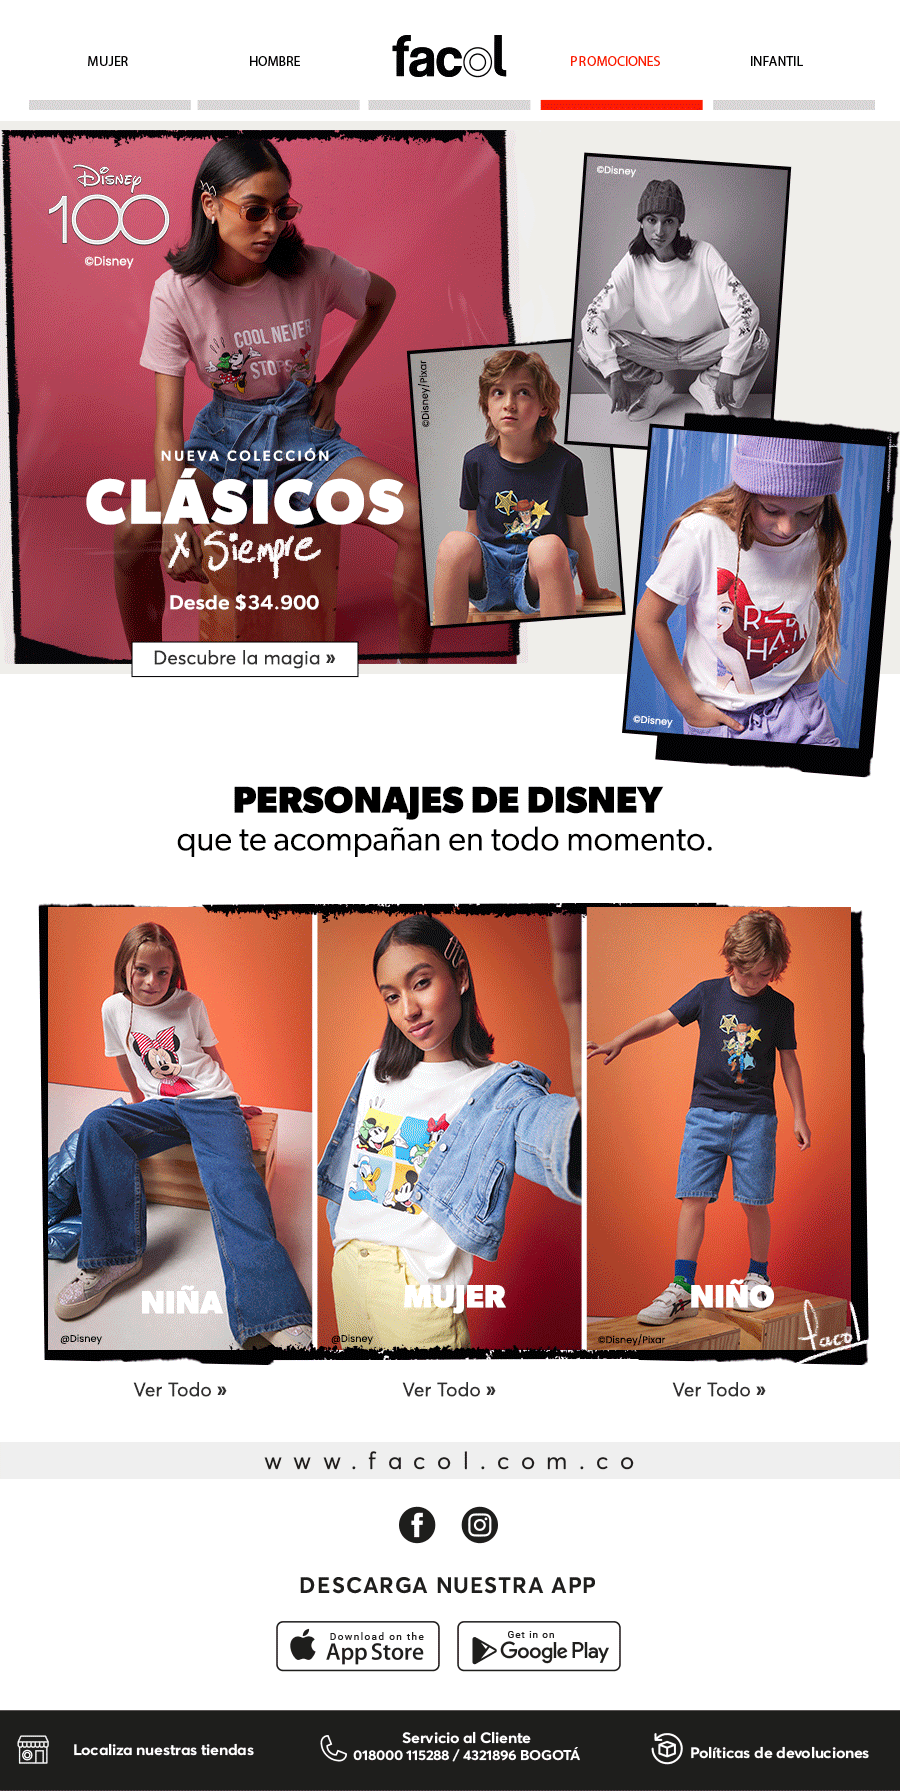 MUJER
HOMBRE
facol
PROMOCIONES
INFANTIL
Disney
100
©Disney
COOL NEVER
STOPS
NUEVA COLECCIÓN
CLÁSICOS
X Siempre
Desde $34.900
Descubre la magia »
©Disney
©Disney/Pixar
HAIR
©Disney
PERSONAJES DE DISNEY
que te acompañan en todo momento.
NIÑA
@Disney
MUJER
@Disney
NIÑO
©Disney/Pixar
facol
Ver Todo »
Ver Todo »
Ver Todo »
www.facol.com.co
DESCARGA NUESTRA APP
Download on the
App Store
Get in on
Google Play
Localiza nuestras tiendas
Servicio al Cliente
018000 115288 / 4321896 BOGOTÁ
Políticas de devoluciones